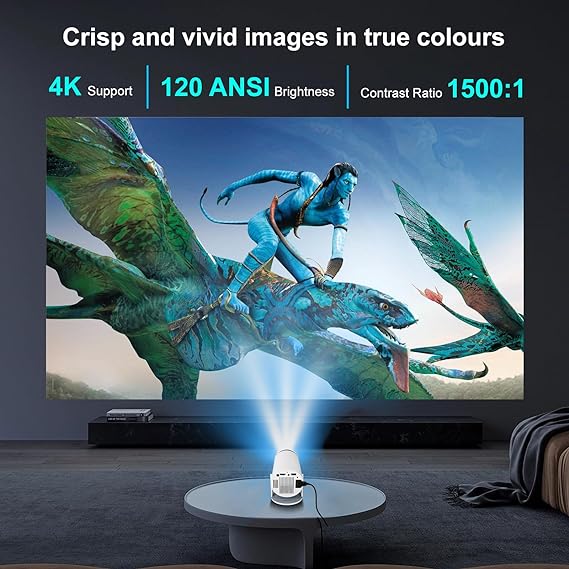 Crisp and vivid images in true colours
4K Support
120 ANSI Brightness
Contrast Ratio 1500:1